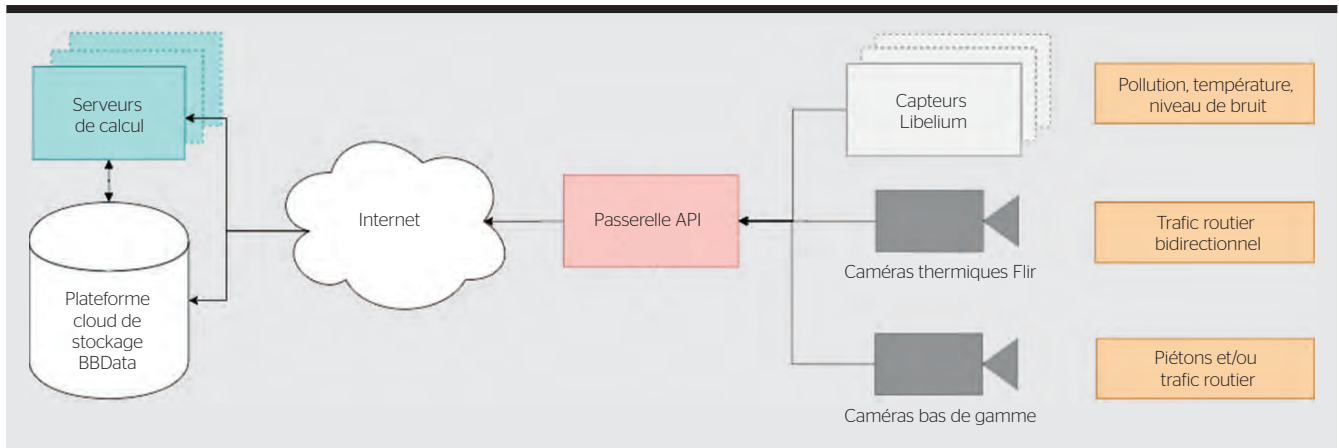 Serveurs
de calcul
Plateforme
cloud de
stockage
BBData
Internet
Passerelle API
Capteurs
Libelium
Caméras thermiques Flir
Caméras bas de gamme
Pollution, température,
niveau de bruit
Trafic routier
bidirectionnel
Piétons et/ou
trafic routier